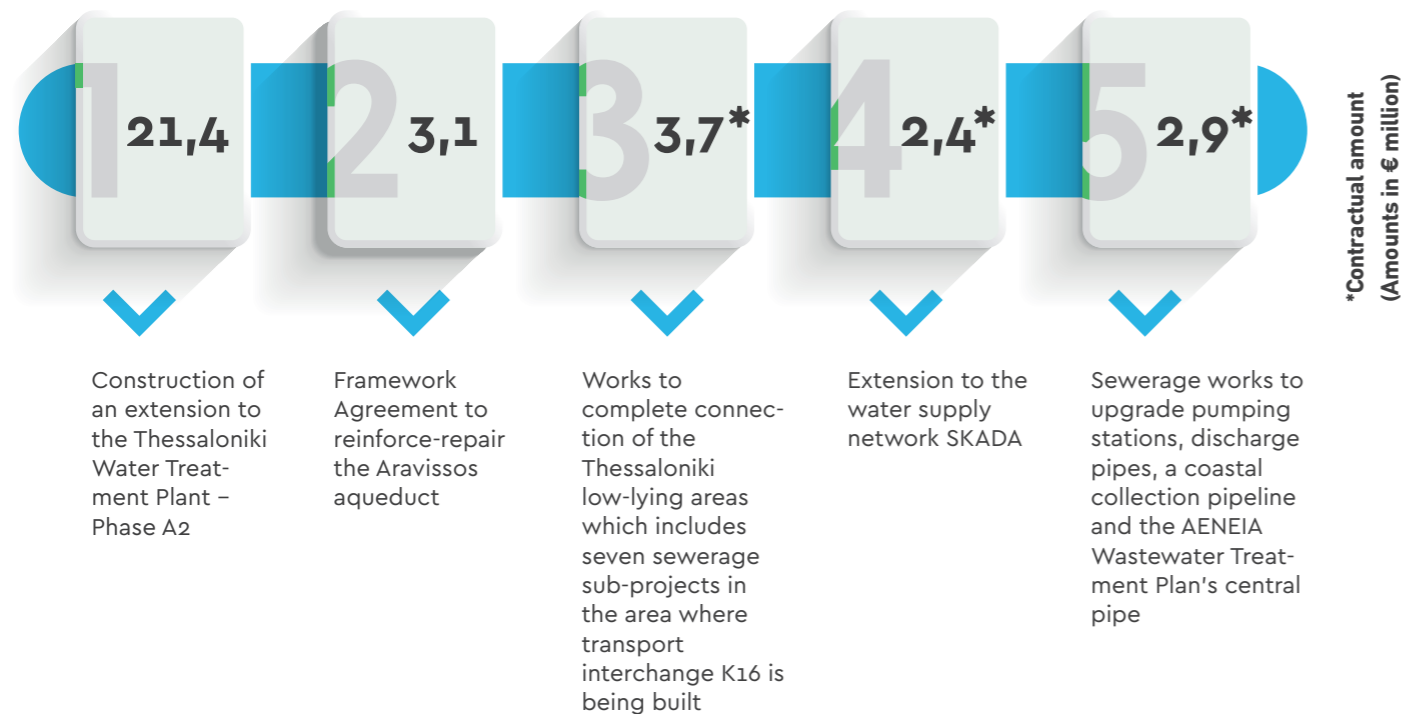 1
21,4
2
3,1
3
3,7*
4
2,4*
5
2,9*
*Contractual amount
(Amounts in € million)
Construction of
an extension to
the Thessaloniki
Water Treat-
ment Plant –
Phase A2
Framework
Agreement to
reinforce-repair
the Aravissos
aqueduct
Works to
complete connec-
tion of the
Thessaloniki
low-lying areas
which includes
seven sewerage
sub-projects in
the area where
transport
interchange K16 is
being built
Extension to the
water supply
network SKADA
Sewerage works to
upgrade pumping
stations, discharge
pipes, a coastal
collection pipeline
and the AENEIA
Wastewater Treat-
ment Plan's central
pipe